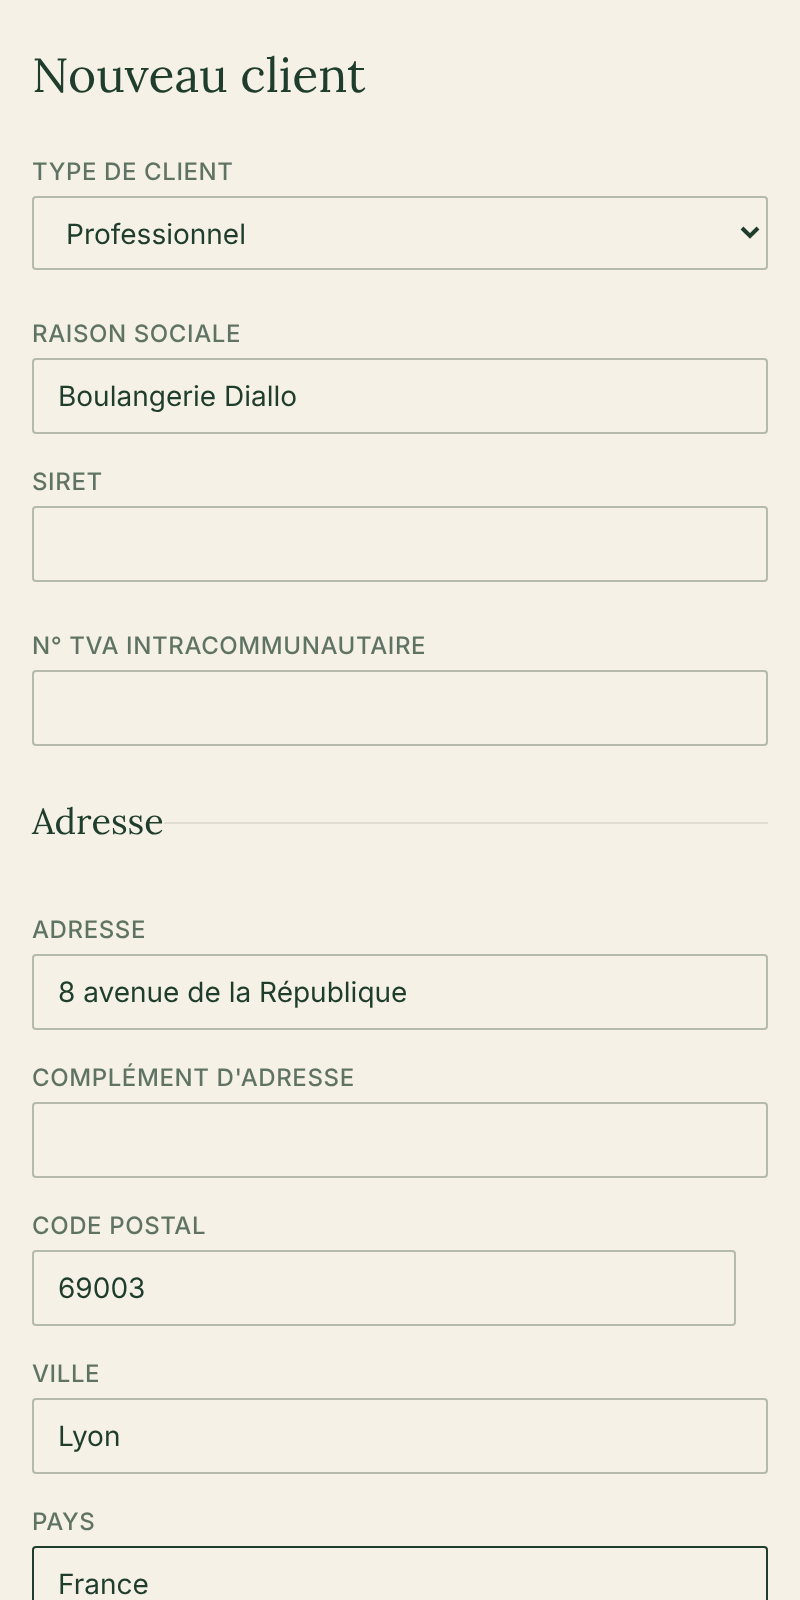 Nouveau client
TYPE DE CLIENT
Professionnel
RAISON SOCIALE
Boulangerie Diallo
SIRET
N° TVA INTRACOMMUNAUTAIRE
Adresse
ADRESSE
8 avenue de la République
COMPLÉMENT D'ADRESSE
CODE POSTAL
69003
VILLE
Lyon
PAYS
France